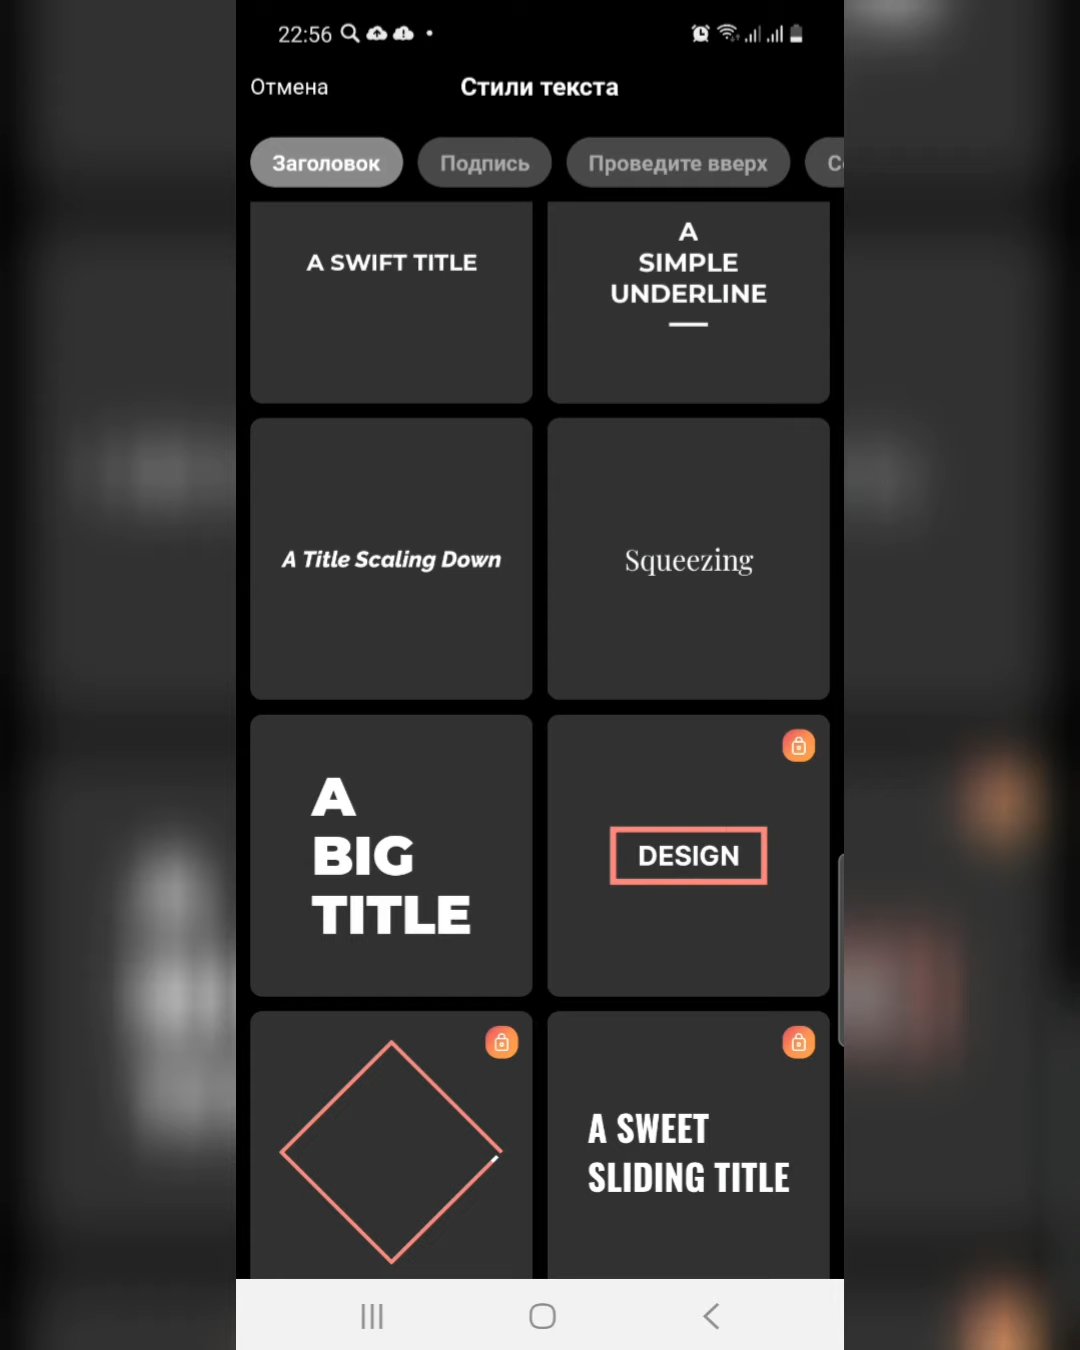 22:56
Отмена
Стили текста
Заголовок
Подпись
Проведите вверх
A SWIFT TITLE
A
SIMPLE
UNDERLINE
A Title Scaling Down
Squeezing
A
BIG
TITLE
DESIGN
A SWEET
SLIDING TITLE